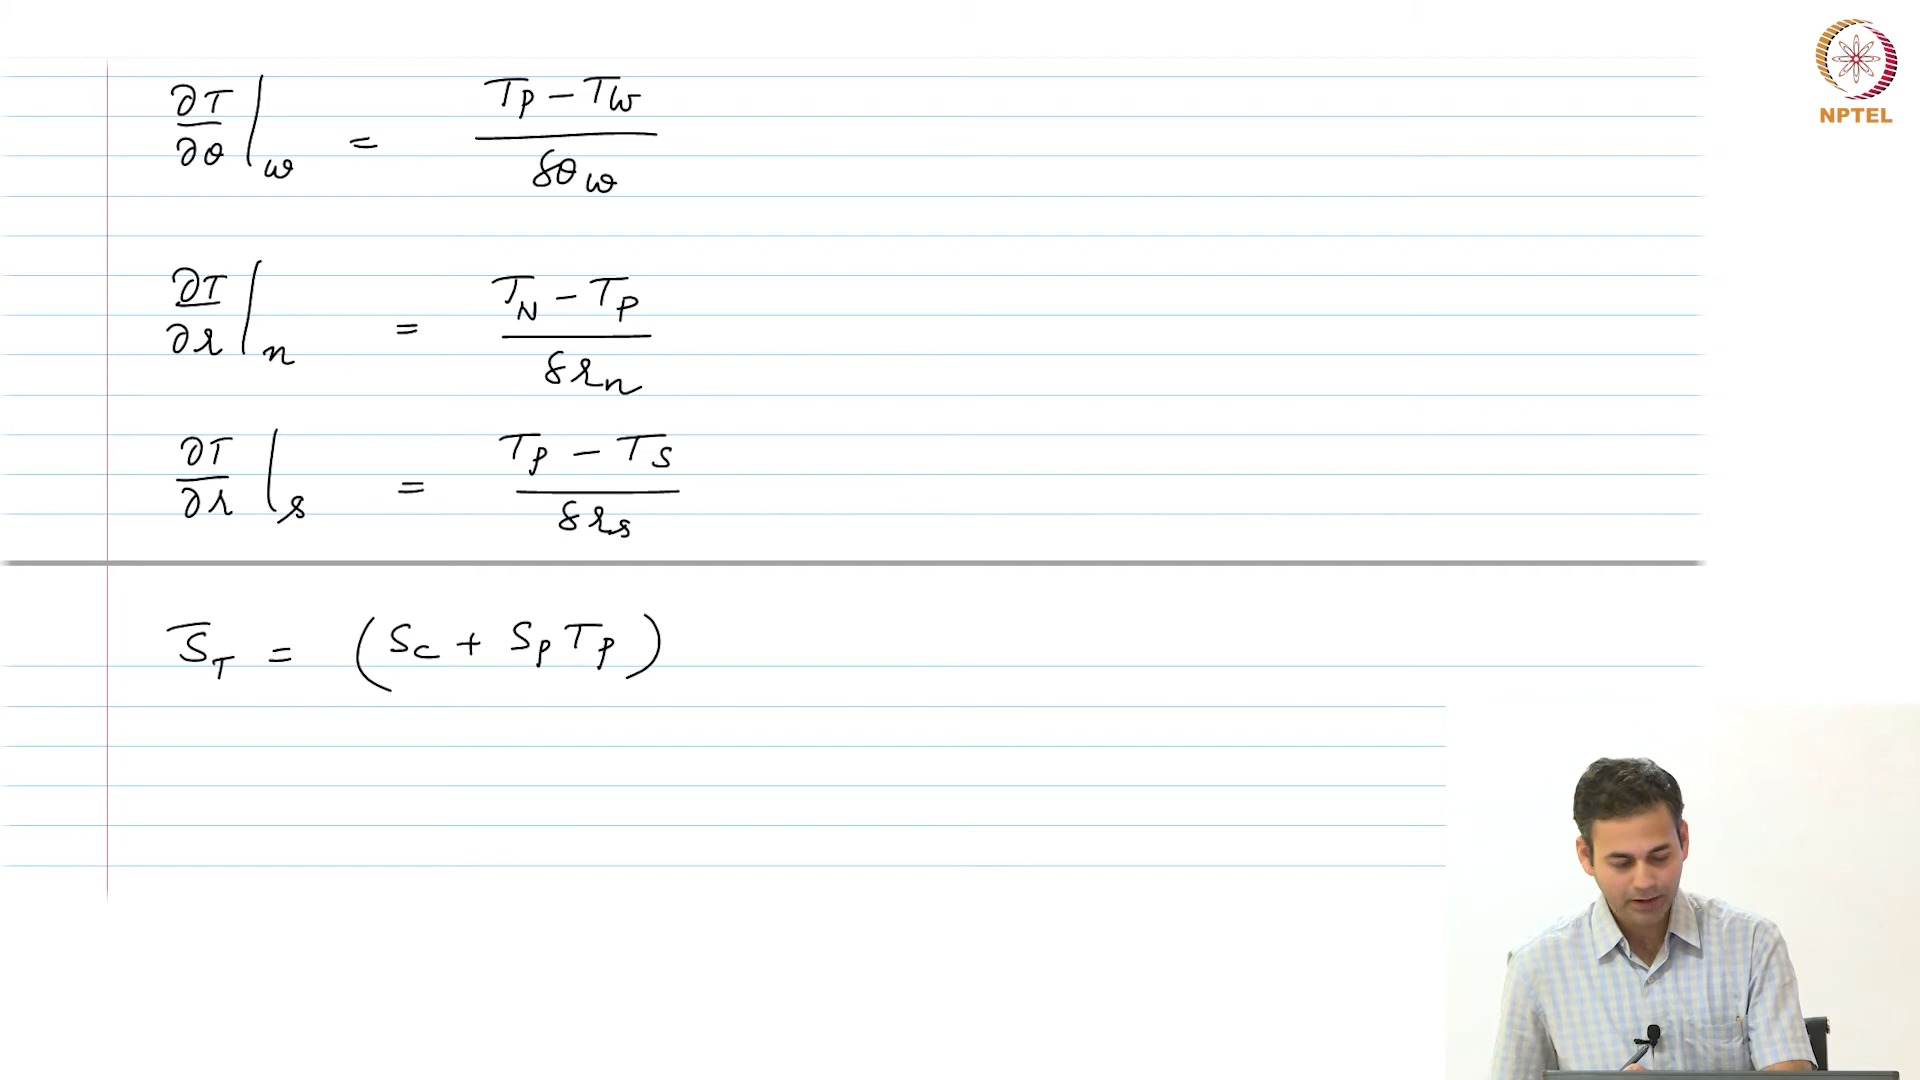 ∂T/∂θ|w = (TP − TW)/δθw
NPTEL
∂T/∂r|n = (TN − TP)/δrn
∂T/∂r|s = (TP − TS)/δrs
S̅T = (SC + SP TP)